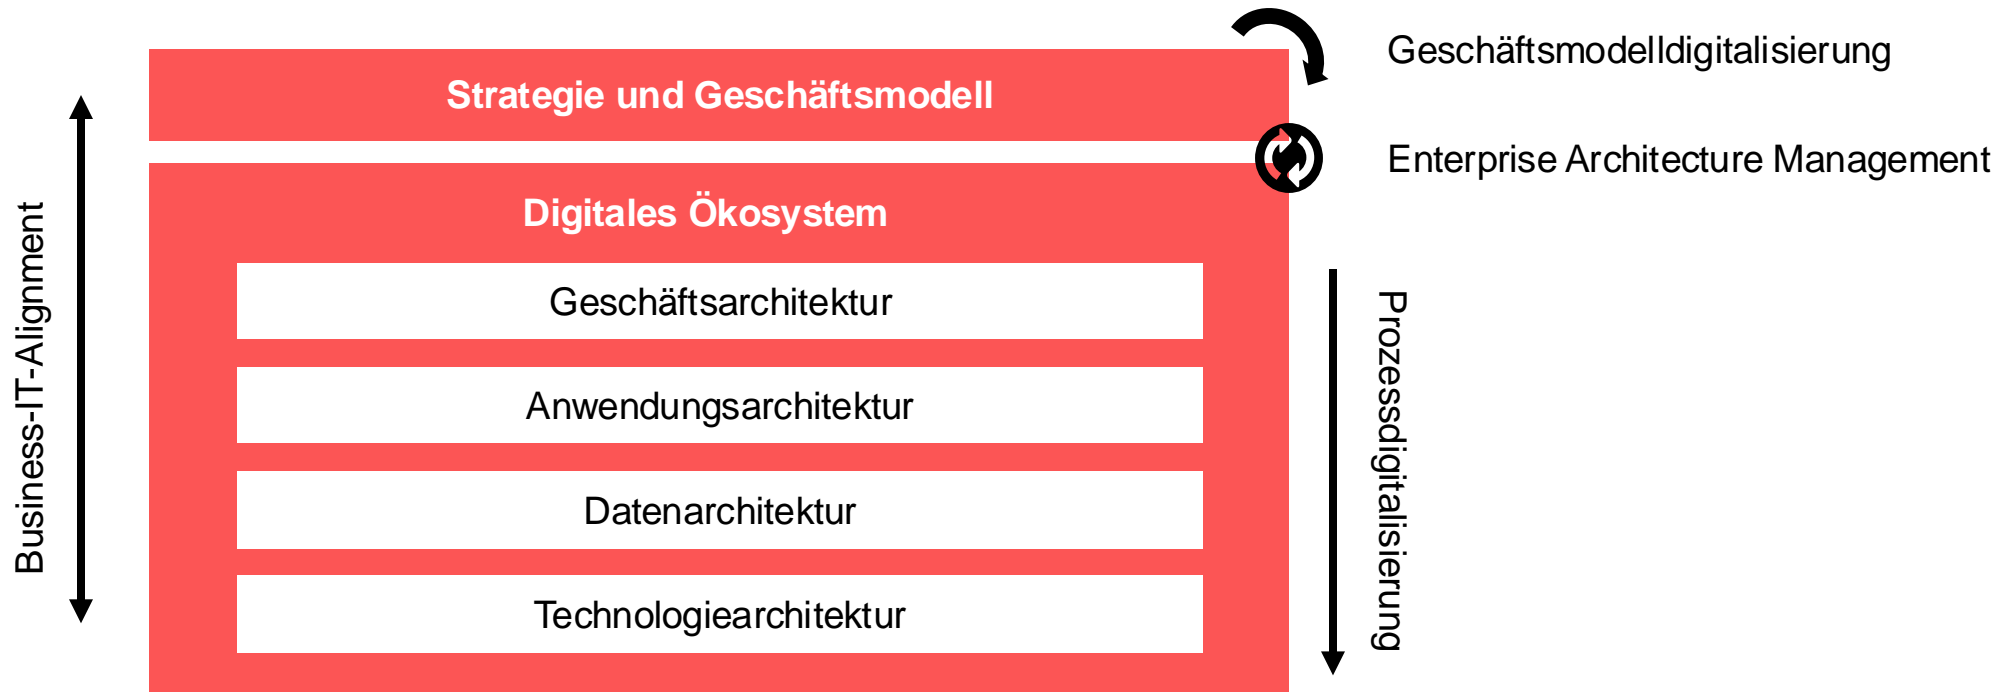 Geschäftsmodelldigitalisierung
Strategie und Geschäftsmodell
Enterprise Architecture Management
Digitales Ökosystem
Geschäftsarchitektur
Anwendungsarchitektur
Datenarchitektur
Technologiearchitektur
Business-IT-Alignment
Prozessdigitalisierung